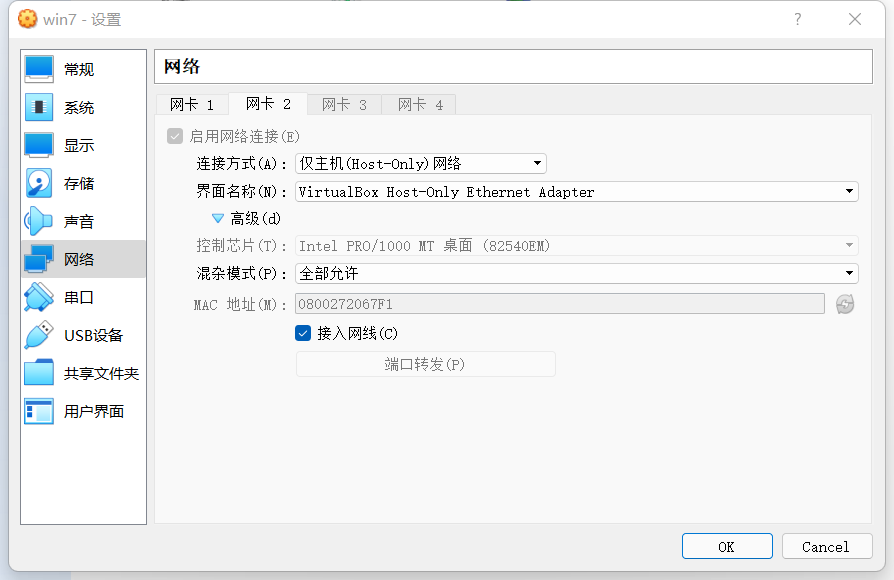 win7 - 设置
?
常规
系统
显示
存储
声音
网络
串口
USB设备
共享文件夹
用户界面
网络
网卡 1 网卡 2 网卡 3 网卡 4
启用网络连接(E)
连接方式(A): 仅主机(Host-Only)网络
界面名称(N): VirtualBox Host-Only Ethernet Adapter
高级(d)
控制芯片(T): Intel PRO/1000 MT 桌面 (82540EM)
混杂模式(P): 全部允许
MAC 地址(M): 0800272067F1
接入网线(C)
端口转发(P)
OK Cancel